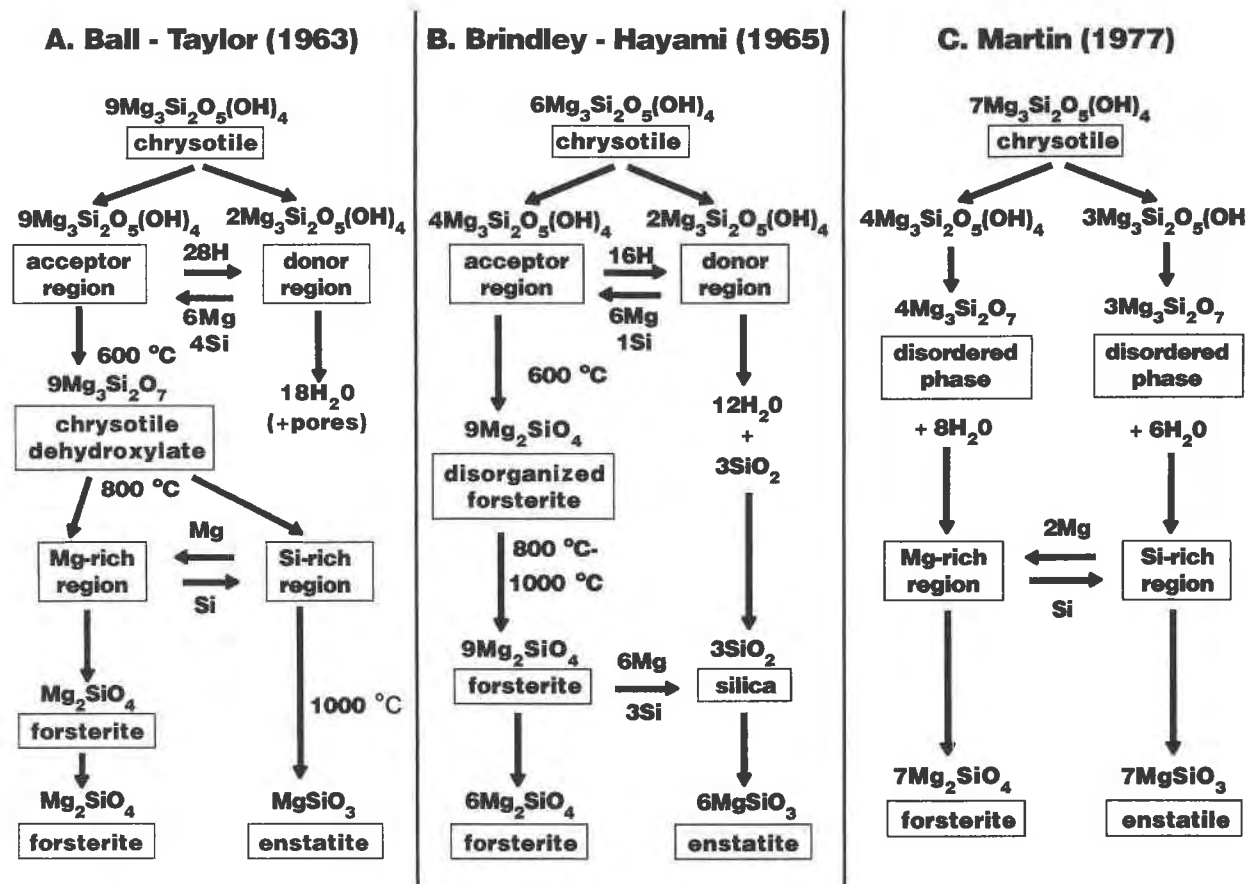 A. Ball - Taylor (1963)
9Mg₃Si₂O₅(OH)₄
chrysotile
9Mg₃Si₂O₅(OH)₄
2Mg₃Si₂O₅(OH)₄
acceptor
region
28H
6Mg
4Si
donor
region
600 °C
9Mg₃Si₂O₇
chrysotile
dehydroxylate
18H₂0
(+pores)
800 °C
Mg-rich
region
Mg
Si
Si-rich
region
Mg₂SiO₄
forsterite
1000 °C
Mg₂SiO₄
forsterite
MgSiO₃
enstatite
B. Brindley - Hayami (1965)
6Mg₃Si₂O₅(OH)₄
chrysotile
4Mg₃Si₂O₅(OH)₄
2Mg₃Si₂O₅(OH)₄
acceptor
region
16H
6Mg
1Si
donor
region
600 °C
12H₂0
+
3SiO₂
9Mg₂SiO₄
disorganized
forsterite
800 °C-
1000 °C
9Mg₂SiO₄
forsterite
6Mg
3Si
3SiO₂
silica
6Mg₂SiO₄
forsterite
6MgSiO₃
enstatite
C. Martin (1977)
7Mg₃Si₂O₅(OH)₄
chrysotile
4Mg₃Si₂O₅(OH)₄
3Mg₃Si₂O₅(OH
4Mg₃Si₂O₇
disordered
phase
+ 8H₂0
3Mg₃Si₂O₇
disordered
phase
+ 6H₂0
Mg-rich
region
2Mg
Si
Si-rich
region
7Mg₂SiO₄
forsterite
7MgSiO₃
enstatile